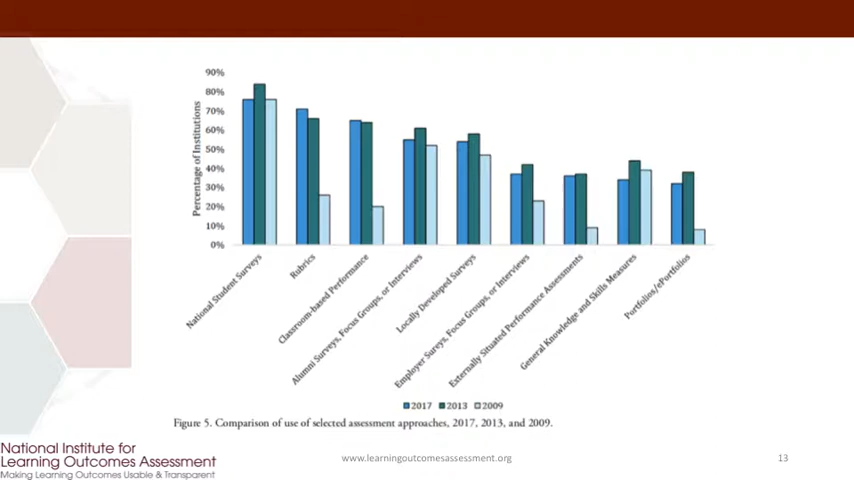 90%
80%
70%
60%
50%
40%
30%
20%
10%
0%
Percentage of Institutions
National Student Surveys
Rubrics
Classroom-based Performance
Alumni Surveys, Focus Groups, or Interviews
Locally Developed Surveys
Employer Sureys, Focus Groups, or Interviews
Externally Situated Performance Assessments
General Knowledge and Skills Measures
Portfolios/ePortfolios
2017 2013 2009
Figure 5. Comparison of use of selected assessment approaches, 2017, 2013, and 2009.
National Institute for
Learning Outcomes Assessment
Making Learning Outcomes Usable & Transparent
www.learningoutcomesassessment.org
13